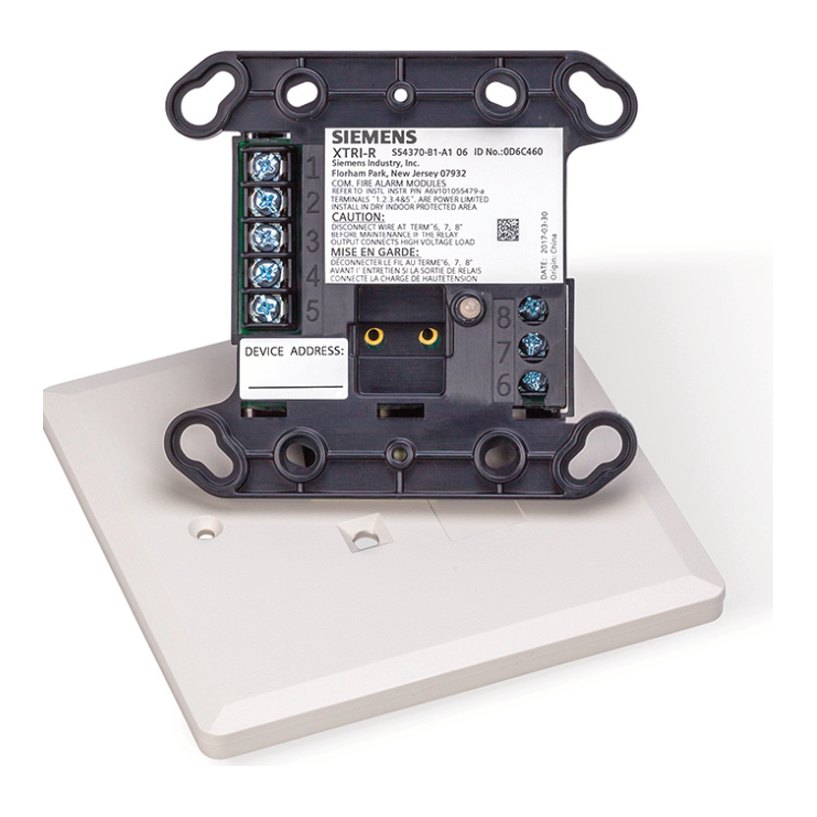 SIEMENS
XTRI-R S54370-B1-A1 06 ID No.:0D6C460
Siemens Industry, Inc.
Florham Park, New Jersey 07932
COM. FIRE ALARM MODULES
REFER TO INSTL INSTR P/N A6V101055479-a
TERMINALS "1.2.3.4&5". ARE POWER LIMITED
INSTALL IN DRY INDOOR PROTECTED AREA
CAUTION:
DISCONNECT WIRE AT TERM"6, 7, 8"
BEFORE MAINTENANCE IF THE RELAY
OUTPUT CONNECTS HIGH VOLTAGE LOAD
MISE EN GARDE:
DÉCONNECTER LE FIL AU TERME"6, 7, 8"
AVANT I' ENTRETIEN SI LA SORTIE DE RELAIS
CONNECTE LA CHARGE DE HAUTETENSION
DATE: 2017-03-30
Origin: China
1
2
3
4
5
8
7
6
DEVICE ADDRESS: